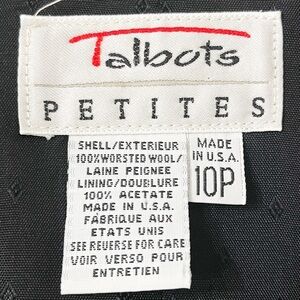 Talbots
PETITES
SHELL/EXTERIEUR
100% WORSTED WOOL/
LAINE PEIGNEE
LINING/DOUBLURE
100% ACETATE
MADE IN U.S.A.
FABRIQUE AUX
ETATS UNIS
SEE REVERSE FOR CARE
VOIR VERSO POUR
ENTRETIEN
MADE
IN U.S.A.
10P